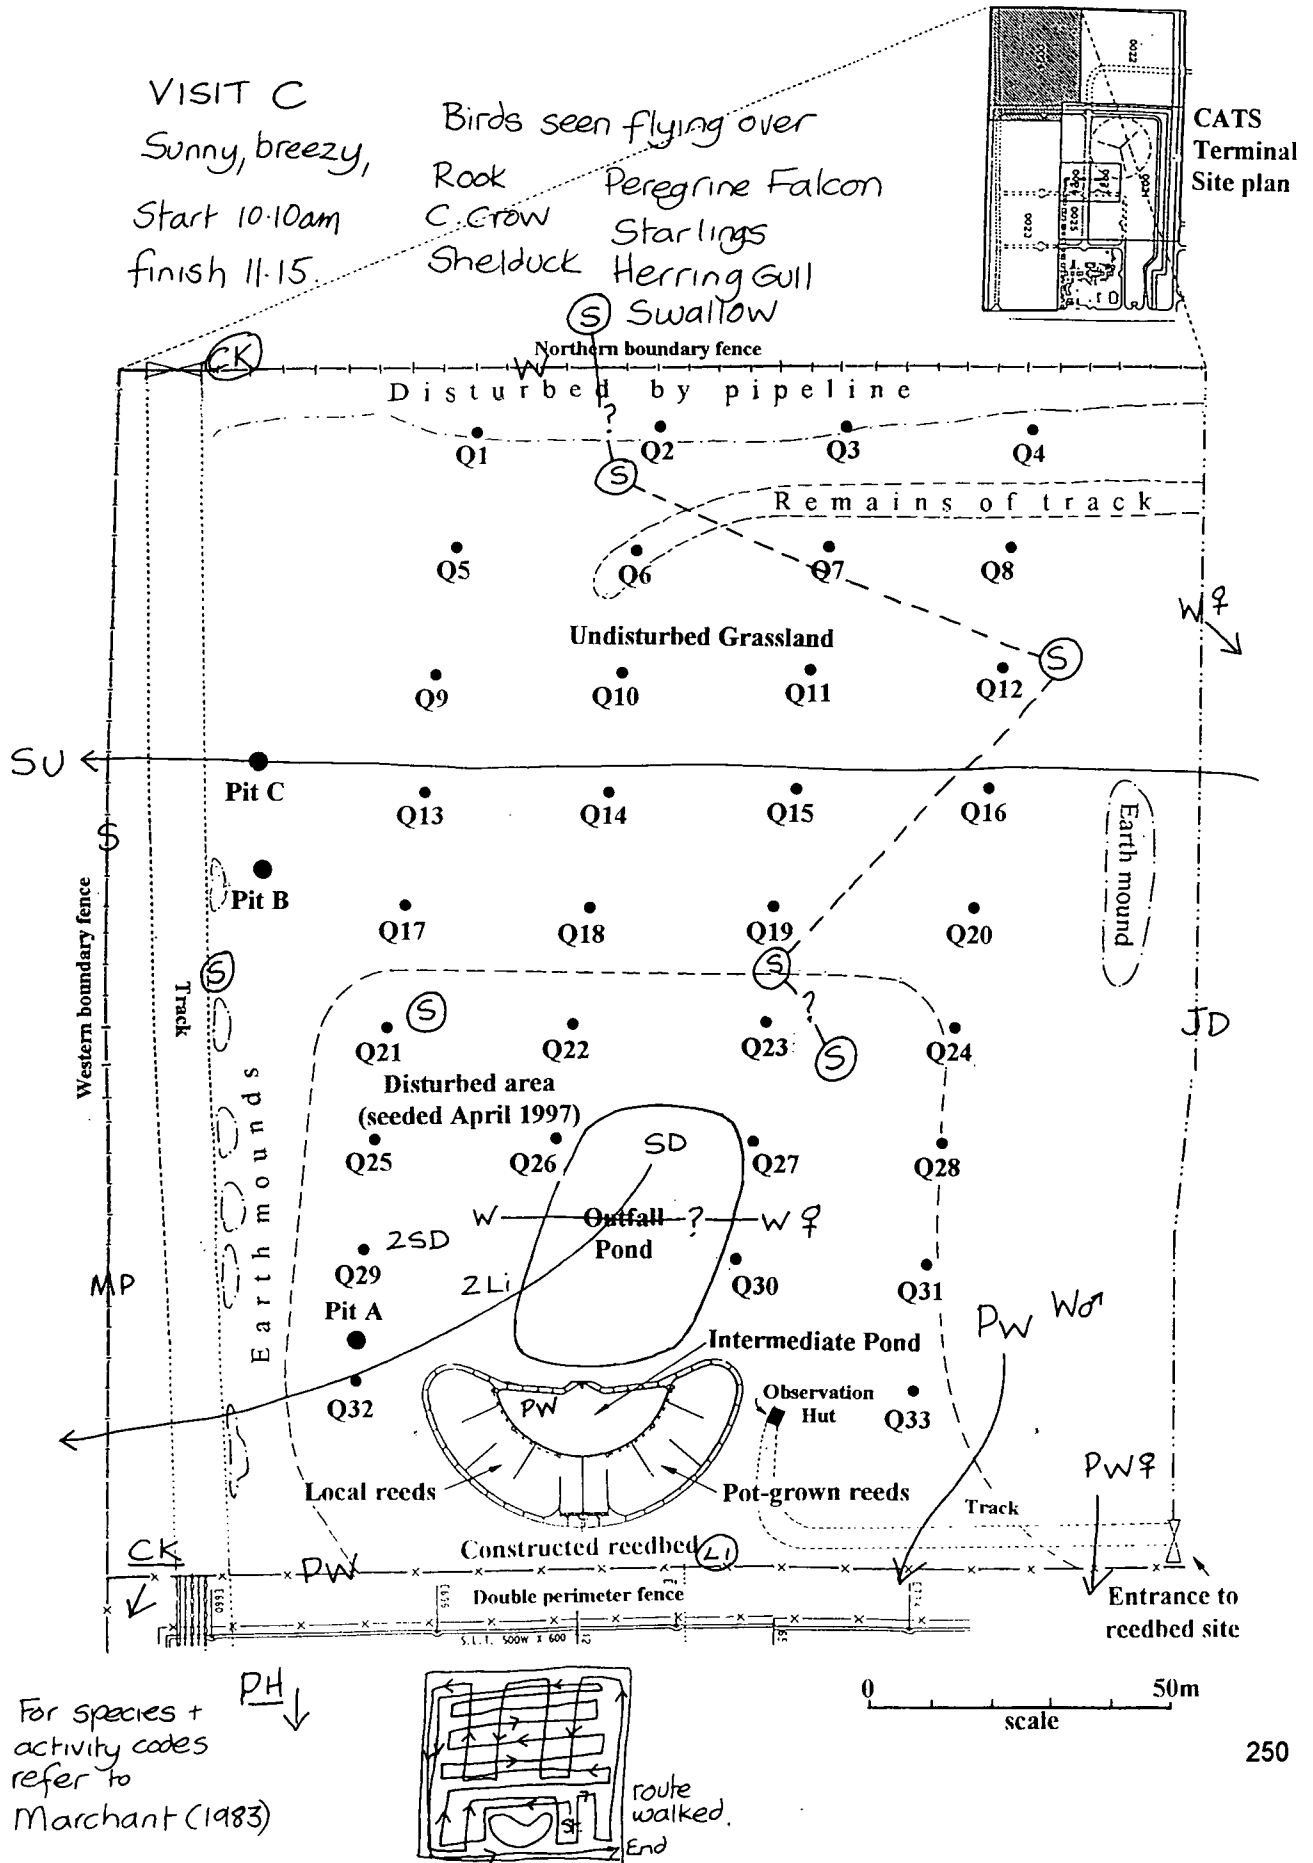 VISIT C
Sunny, breezy,
Start 10.10am
finish 11.15.
Birds seen flying over
Rook
C.Crow
Shelduck
Peregrine Falcon
Starlings
Herring Gull
Swallow
CATS
Terminal
Site plan
0022
0022
0025
S
CK
Northern boundary fence
W
Disturbed by pipeline
?
Q1
Q2
Q3
Q4
S
Remains of track
Q5
Q6
Q7
Q8
W♀
Undisturbed Grassland
S
Q9
Q10
Q11
Q12
SU
Pit C
Q13
Q14
Q15
Q16
S
Earth mound
Pit B
Q17
Q18
Q19
Q20
Western boundary fence
S
Track
S
S
?
S
JD
Q21
Q22
Q23
Q24
Disturbed area
(seeded April 1997)
Earth mounds
SD
Q25
Q26
Q27
Q28
W
Outfall
Pond
?
W♀
2SD
Q29
2Li
Q30
Q31
MP
Pit A
PW
W♂
Intermediate Pond
Q32
PW
Observation
Hut
Q33
Local reeds
Pot-grown reeds
PW♀
Track
CK
Constructed reedbed
Li
PW
Double perimeter fence
Entrance to
reedbed site
S.L.T. 500W X 600
PH
0
50m
scale
250
For species +
activity codes
refer to
Marchant (1983)
St.
route
walked.
End